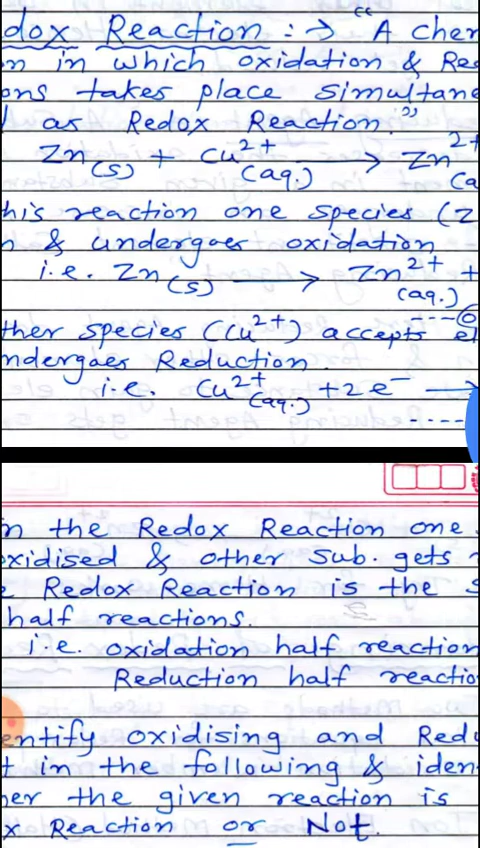 dox Reaction :→ "A cher
n in which oxidation & Red
ons takes place simultane
as Redox Reaction."
Zn(s) + Cu²⁺(aq.) → Zn²⁺(a
his reaction one species (Z
n & undergoes oxidation
i.e. Zn(s) → Zn²⁺(aq.) +
ther species (Cu²⁺) accepts el
ndergoes Reduction.
i.e. Cu²⁺(aq.) + 2e⁻ →
n the Redox Reaction one
oxidised & other sub. gets
e Redox Reaction is the s
half reactions.
i.e. oxidation half reaction
Reduction half reactio
entify oxidising and Redu
t in the following & iden
her the given reaction is
x Reaction or Not.